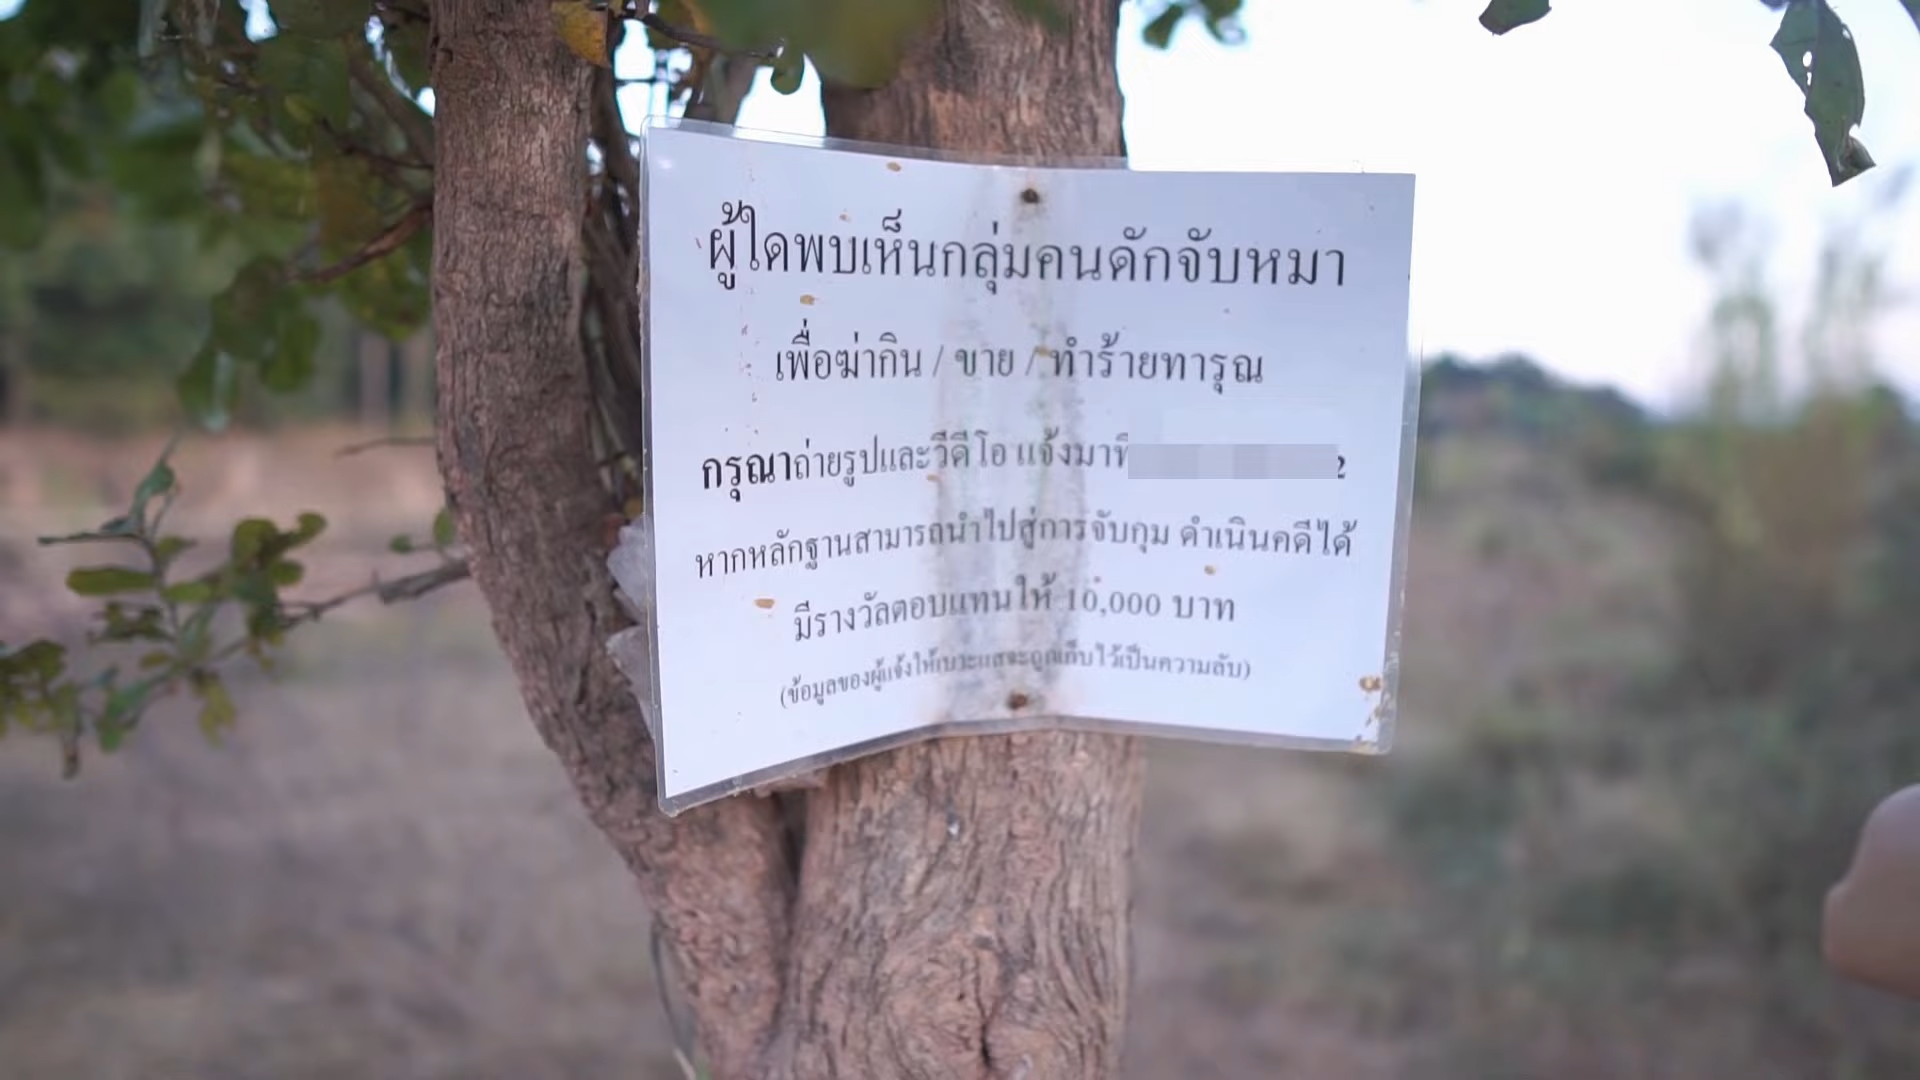 ผู้ใดพบเห็นกลุ่มคนดักจับหมา
เพื่อฆ่ากิน / ขาย / ทำร้ายทารุณ
กรุณาถ่ายรูปและวีดีโอ แจ้งมาที่ 2
หากหลักฐานสามารถนำไปสู่การจับกุม ดำเนินคดีได้
มีรางวัลตอบแทนให้ 10,000 บาท
(ข้อมูลของผู้แจ้งให้เบาะแสจะถูกเก็บไว้เป็นความลับ)